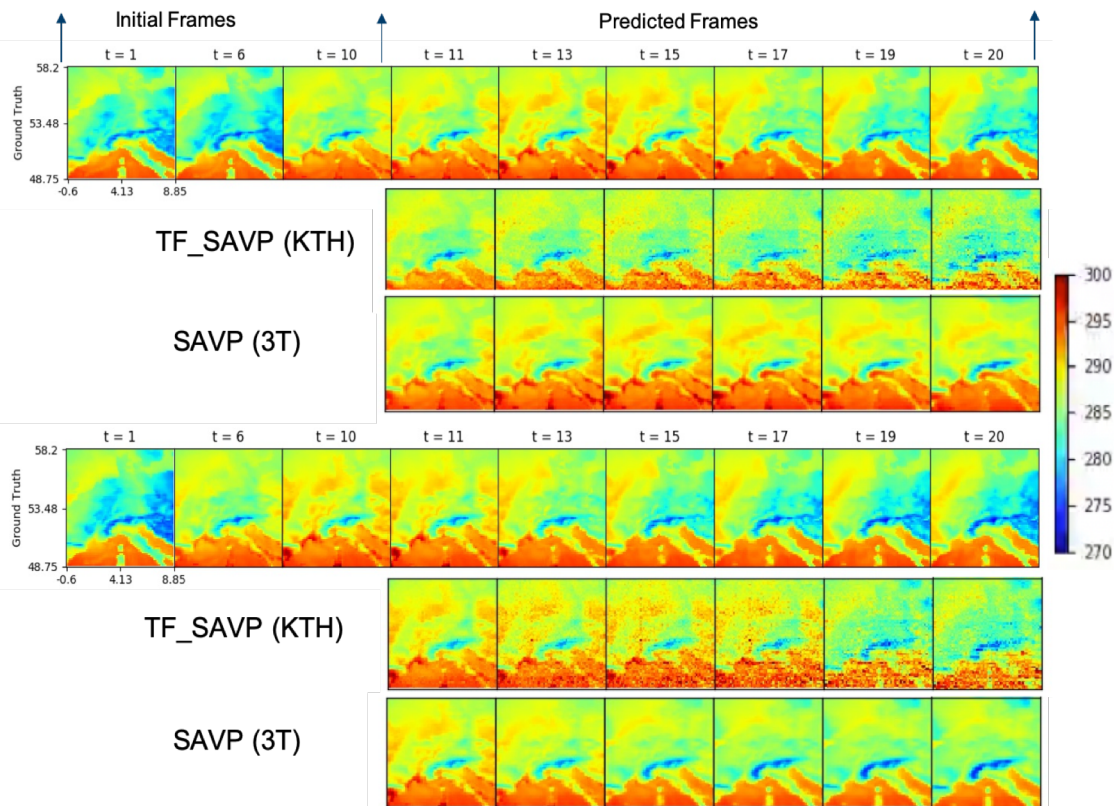 Initial Frames Predicted Frames
t = 1 t = 6 t = 10 t = 11 t = 13 t = 15 t = 17 t = 19 t = 20
58.2
53.48
48.75
Ground Truth
-0.6 4.13 8.85
TF_SAVP (KTH)
SAVP (3T)
300
295
290
285
280
275
270
t = 1 t = 6 t = 10 t = 11 t = 13 t = 15 t = 17 t = 19 t = 20
58.2
53.48
48.75
Ground Truth
-0.6 4.13 8.85
TF_SAVP (KTH)
SAVP (3T)